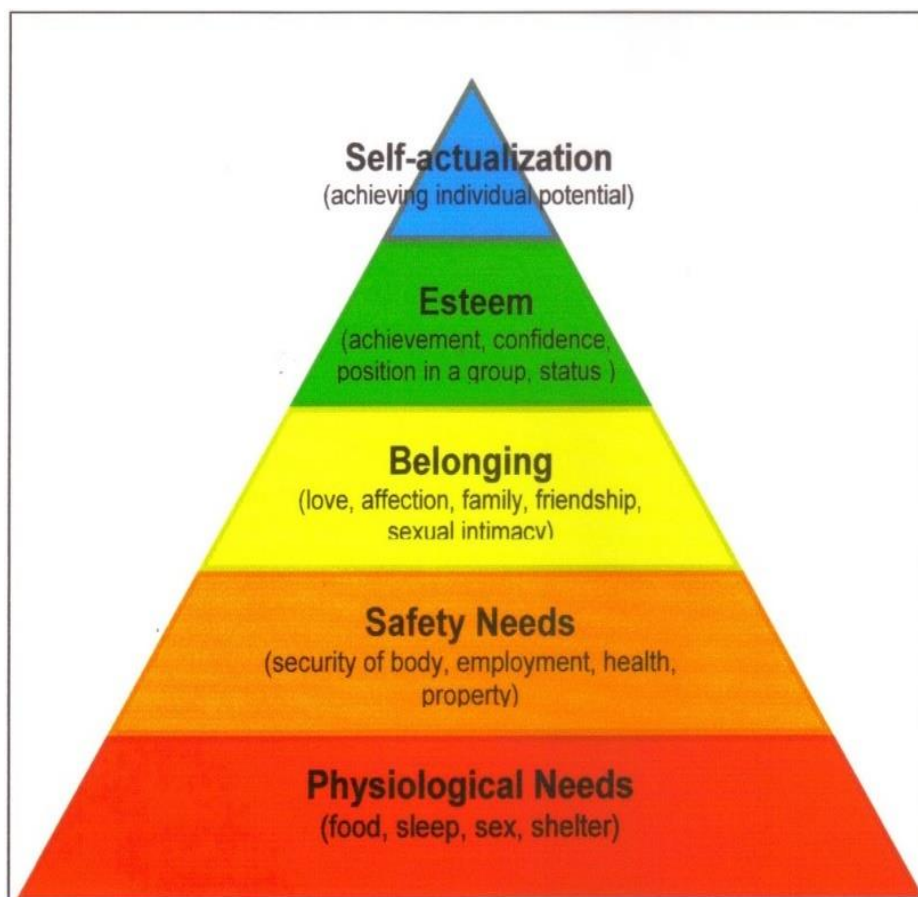 Self-actualization
(achieving individual potential)
Esteem
(achievement, confidence,
position in a group, status )
Belonging
(love, affection, family, friendship,
sexual intimacy)
Safety Needs
(security of body, employment, health,
property)
Physiological Needs
(food, sleep, sex, shelter)